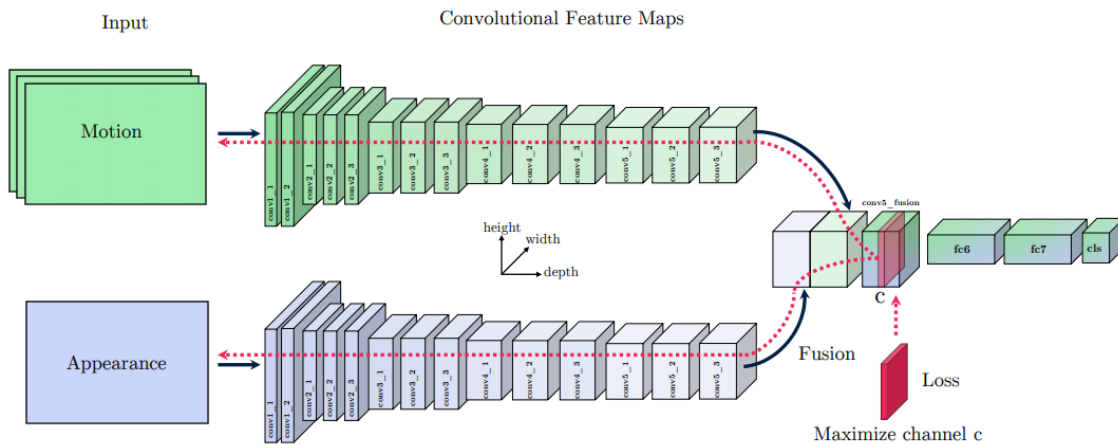 Input
Convolutional Feature Maps
Motion
conv1_1
conv1_2
conv2_1
conv2_2
conv2_3
conv3_1
conv3_2
conv3_3
conv4_1
conv4_2
conv4_3
conv5_1
conv5_2
conv5_3
conv5_fusion
height
width
depth
fc6
fc7
cls
C
Appearance
conv1_1
conv1_2
conv2_1
conv2_2
conv2_3
conv3_1
conv3_2
conv3_3
conv4_1
conv4_2
conv4_3
conv5_1
conv5_2
conv5_3
Fusion
Loss
Maximize channel c